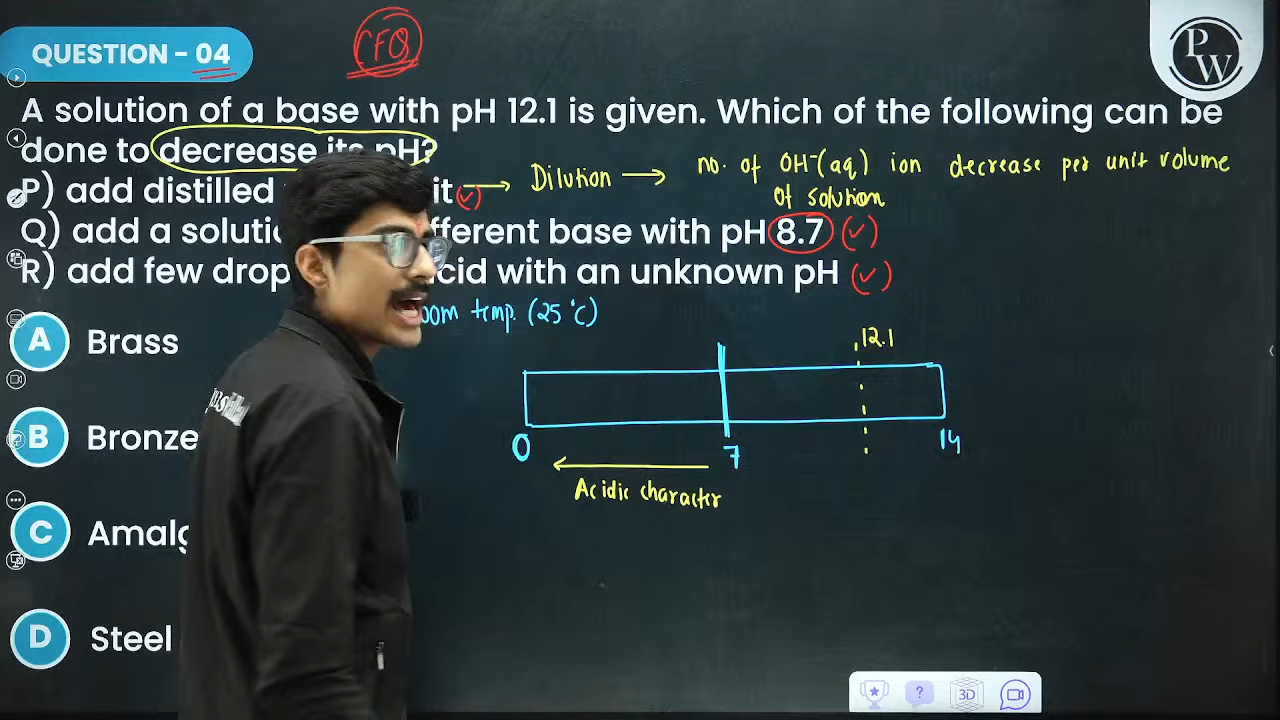 QUESTION - 04
CFQ
PW
A solution of a base with pH 12.1 is given. Which of the following can be
done to decrease its pH?
P) add distilled it → Dilution → no. of OH⁻(aq) ion decrease per unit volume
of solution
Q) add a fferent base with pH 8.7
R) add few drop cid with an unknown pH
oom temp. (25°C)
12.1
A Brass
B Bronze
0
7
14
Acidic character
C
D Steel
3D